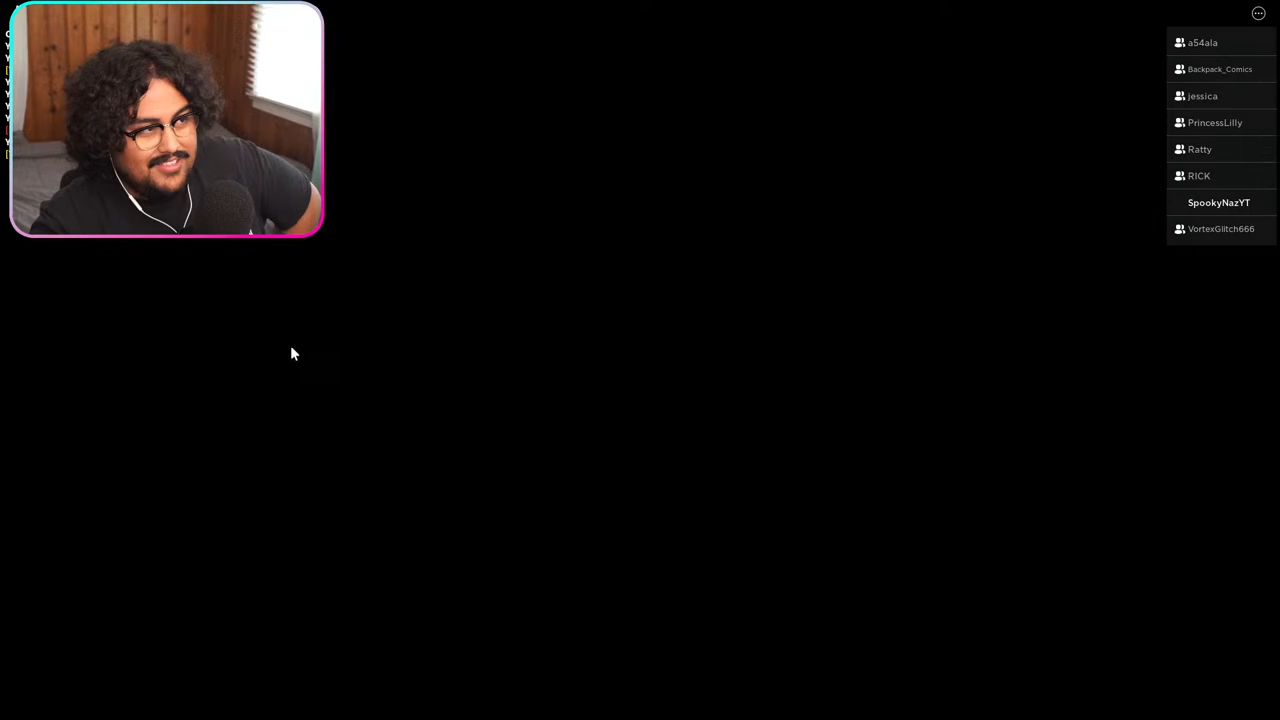 a54ala
Backpack_Comics
jessica
PrincessLilly
Ratty
RICK
SpookyNazYT
VortexGlitch666